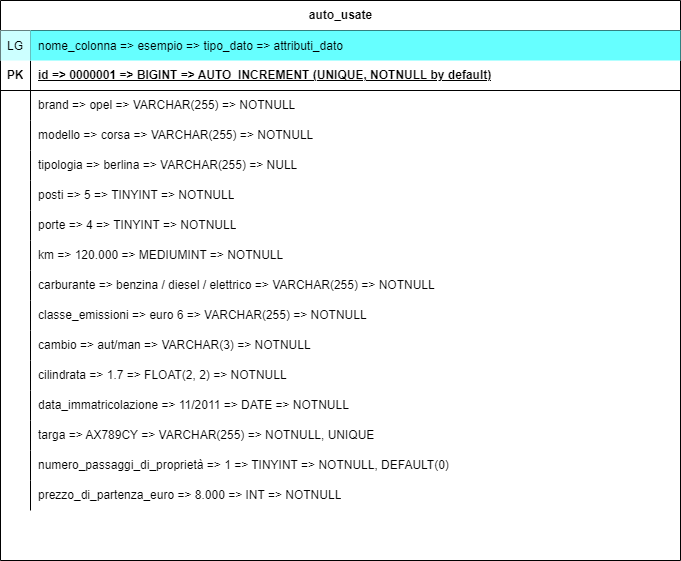 auto_usate
LG nome_colonna => esempio => tipo_dato => attributi_dato
PK id => 0000001 => BIGINT => AUTO_INCREMENT (UNIQUE, NOTNULL by default)
brand => opel => VARCHAR(255) => NOTNULL
modello => corsa => VARCHAR(255) => NOTNULL
tipologia => berlina => VARCHAR(255) => NULL
posti => 5 => TINYINT => NOTNULL
porte => 4 => TINYINT => NOTNULL
km => 120.000 => MEDIUMINT => NOTNULL
carburante => benzina / diesel / elettrico => VARCHAR(255) => NOTNULL
classe_emissioni => euro 6 => VARCHAR(255) => NOTNULL
cambio => aut/man => VARCHAR(3) => NOTNULL
cilindrata => 1.7 => FLOAT(2, 2) => NOTNULL
data_immatricolazione => 11/2011 => DATE => NOTNULL
targa => AX789CY => VARCHAR(255) => NOTNULL, UNIQUE
numero_passaggi_di_proprietà => 1 => TINYINT => NOTNULL, DEFAULT(0)
prezzo_di_partenza_euro => 8.000 => INT => NOTNULL